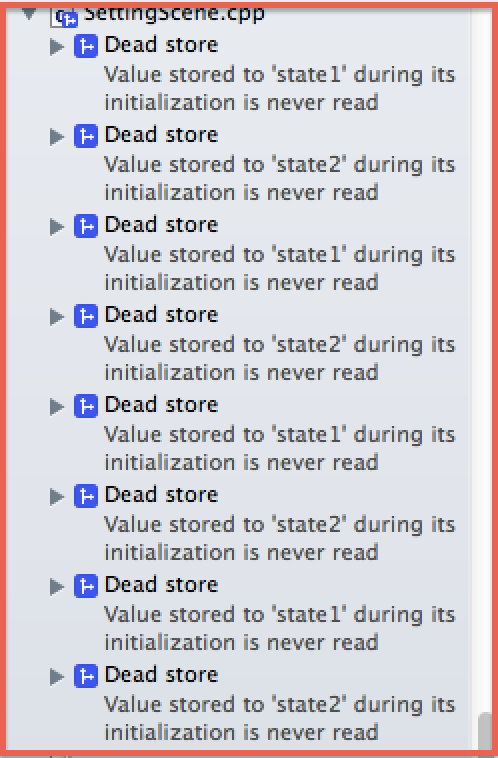 SettingScene.cpp
Dead store
Value stored to 'state1' during its
initialization is never read
Dead store
Value stored to 'state2' during its
initialization is never read
Dead store
Value stored to 'state1' during its
initialization is never read
Dead store
Value stored to 'state2' during its
initialization is never read
Dead store
Value stored to 'state1' during its
initialization is never read
Dead store
Value stored to 'state2' during its
initialization is never read
Dead store
Value stored to 'state1' during its
initialization is never read
Dead store
Value stored to 'state2' during its
initialization is never read